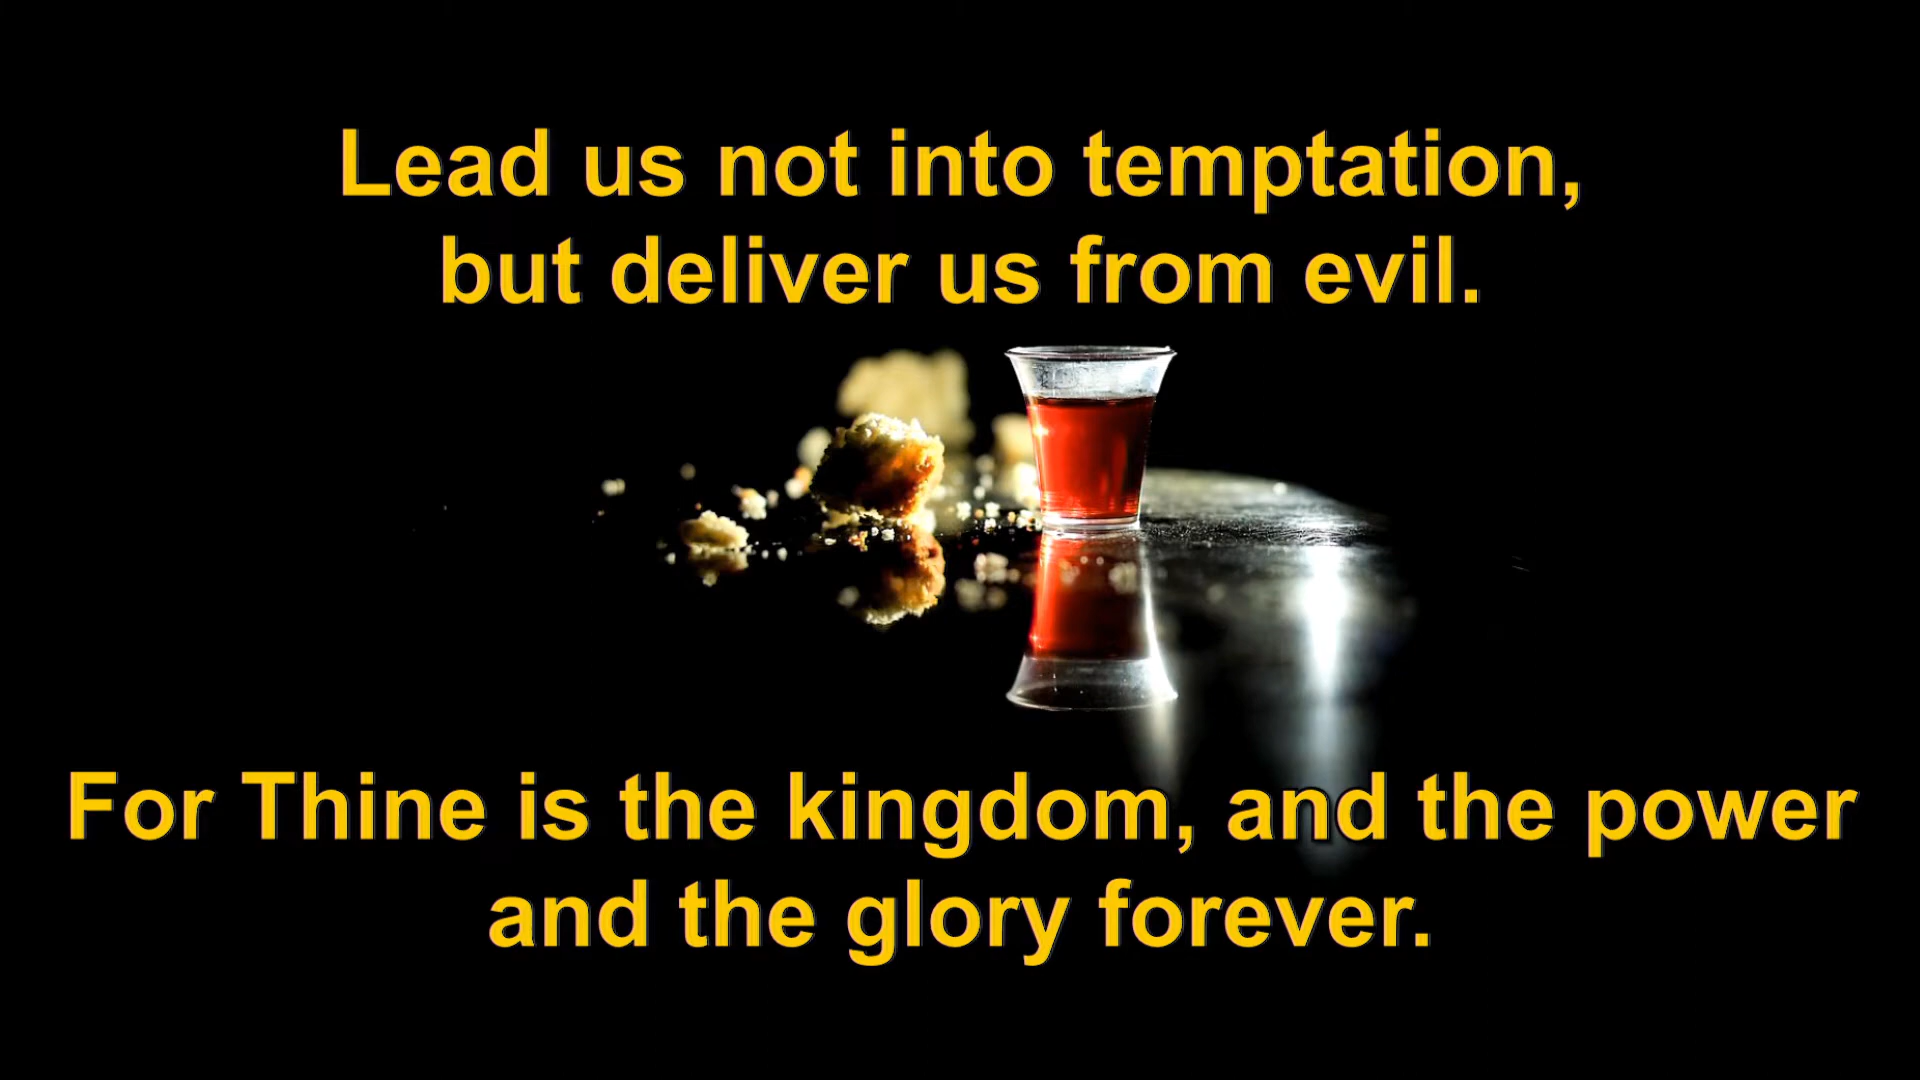 Lead us not into temptation,
but deliver us from evil.
For Thine is the kingdom, and the power
and the glory forever.